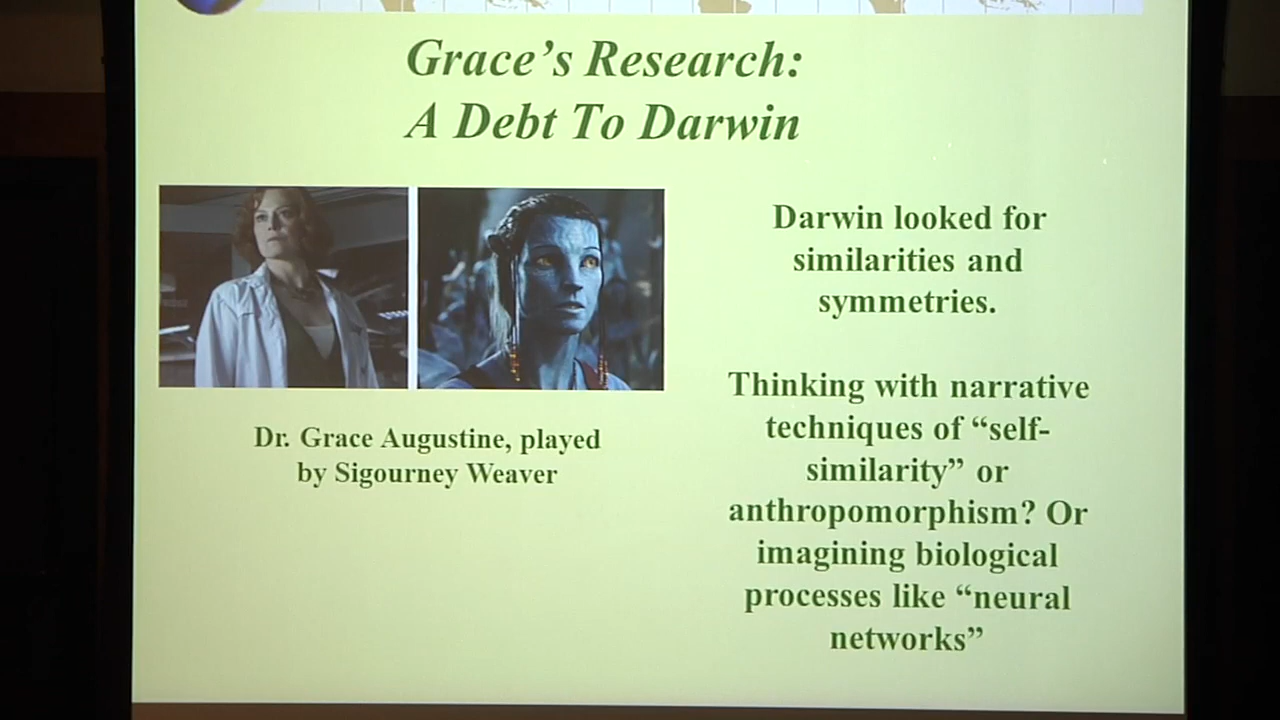 Grace’s Research:
A Debt To Darwin
Dr. Grace Augustine, played
by Sigourney Weaver
Darwin looked for
similarities and
symmetries.
Thinking with narrative
techniques of “self-
similarity” or
anthropomorphism? Or
imagining biological
processes like “neural
networks”